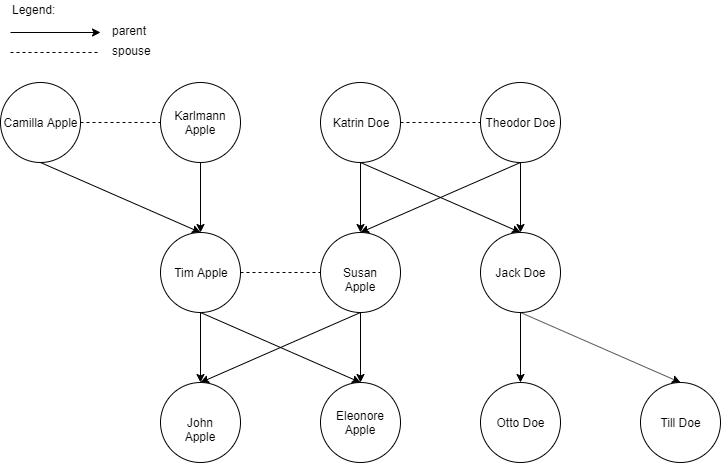 Legend:
parent
spouse
Camilla Apple
Karlmann
Apple
Katrin Doe
Theodor Doe
Tim Apple
Susan
Apple
Jack Doe
John
Apple
Eleonore
Apple
Otto Doe
Till Doe